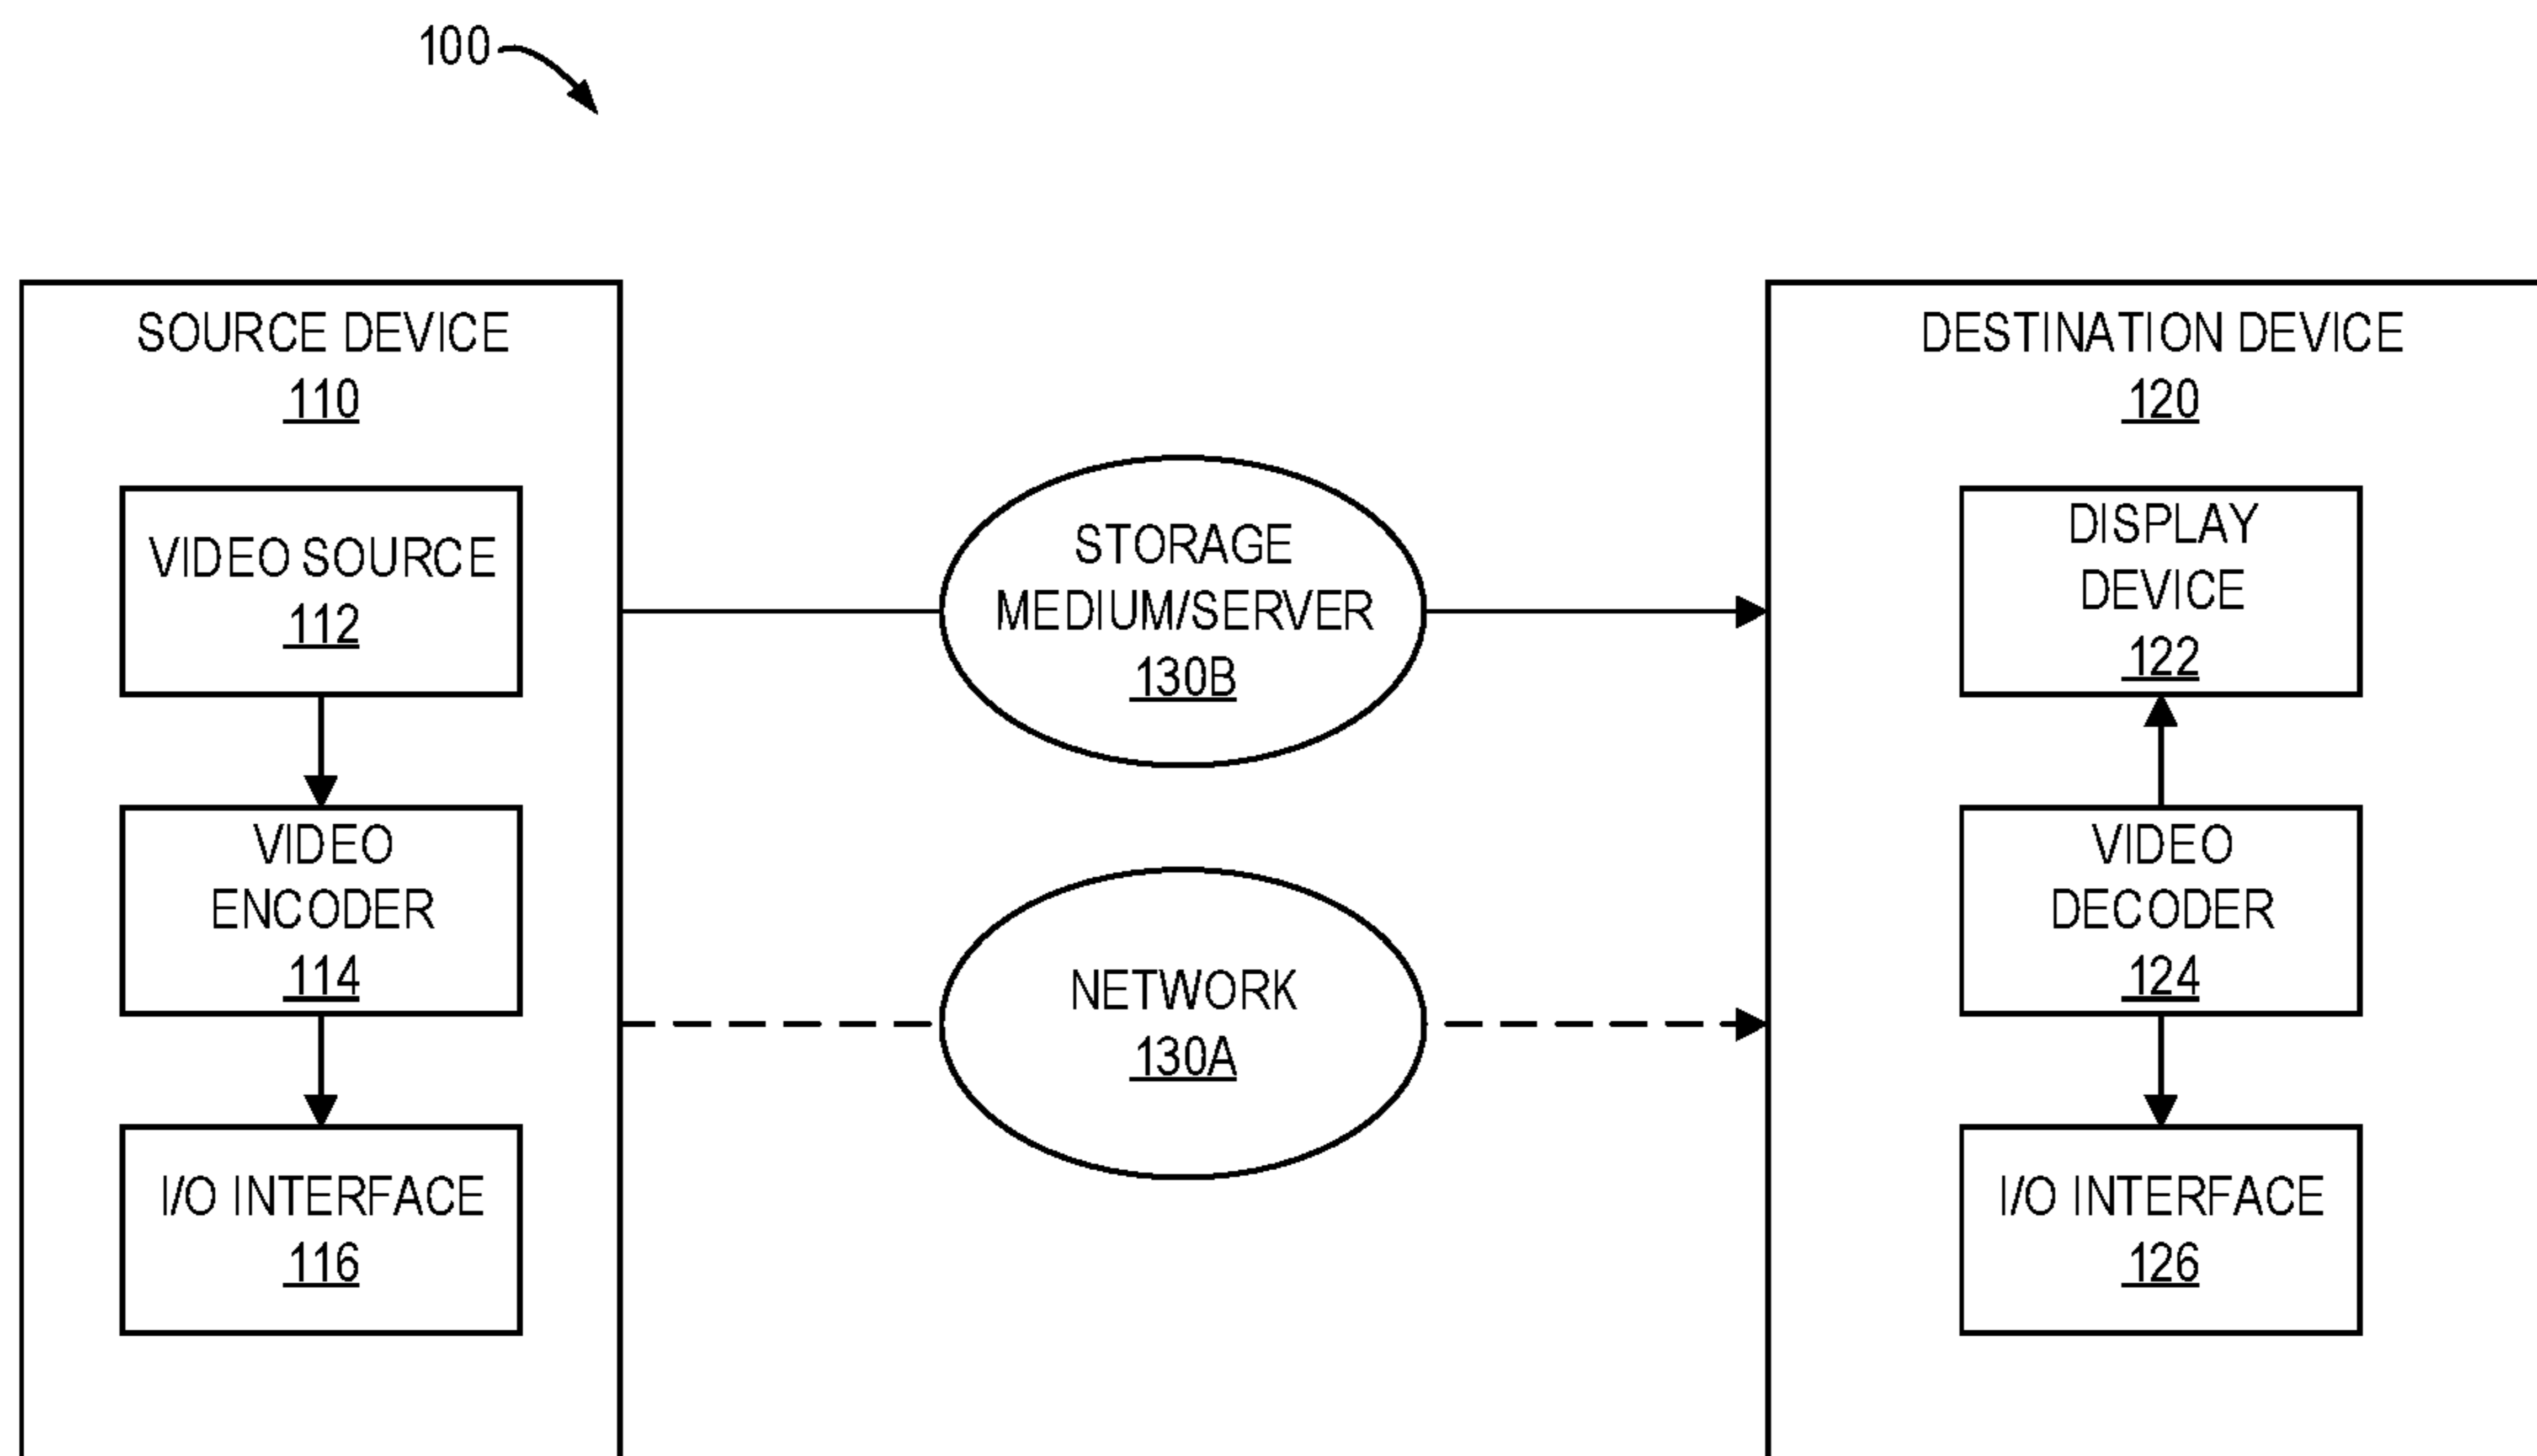 100
SOURCE DEVICE
110
VIDEO SOURCE
112
VIDEO
ENCODER
114
I/O INTERFACE
116
STORAGE
MEDIUM/SERVER
130B
NETWORK
130A
DESTINATION DEVICE
120
DISPLAY
DEVICE
122
VIDEO
DECODER
124
I/O INTERFACE
126